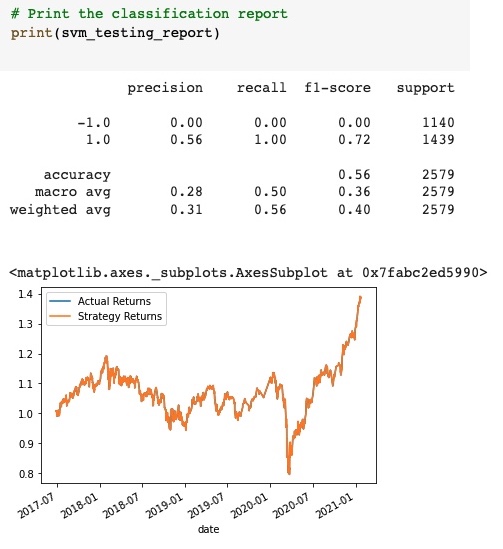 # Print the classification report
print(svm_testing_report)
precision recall f1-score support
-1.0 0.00 0.00 0.00 1140
1.0 0.56 1.00 0.72 1439
accuracy 0.56 2579
macro avg 0.28 0.50 0.36 2579
weighted avg 0.31 0.56 0.40 2579
<matplotlib.axes._subplots.AxesSubplot at 0x7fabc2ed5990>
Actual Returns
Strategy Returns
1.4
1.3
1.2
1.1
1.0
0.9
0.8
2017-07 2018-01 2018-07 2019-01 2019-07 2020-01 2020-07 2021-01
date